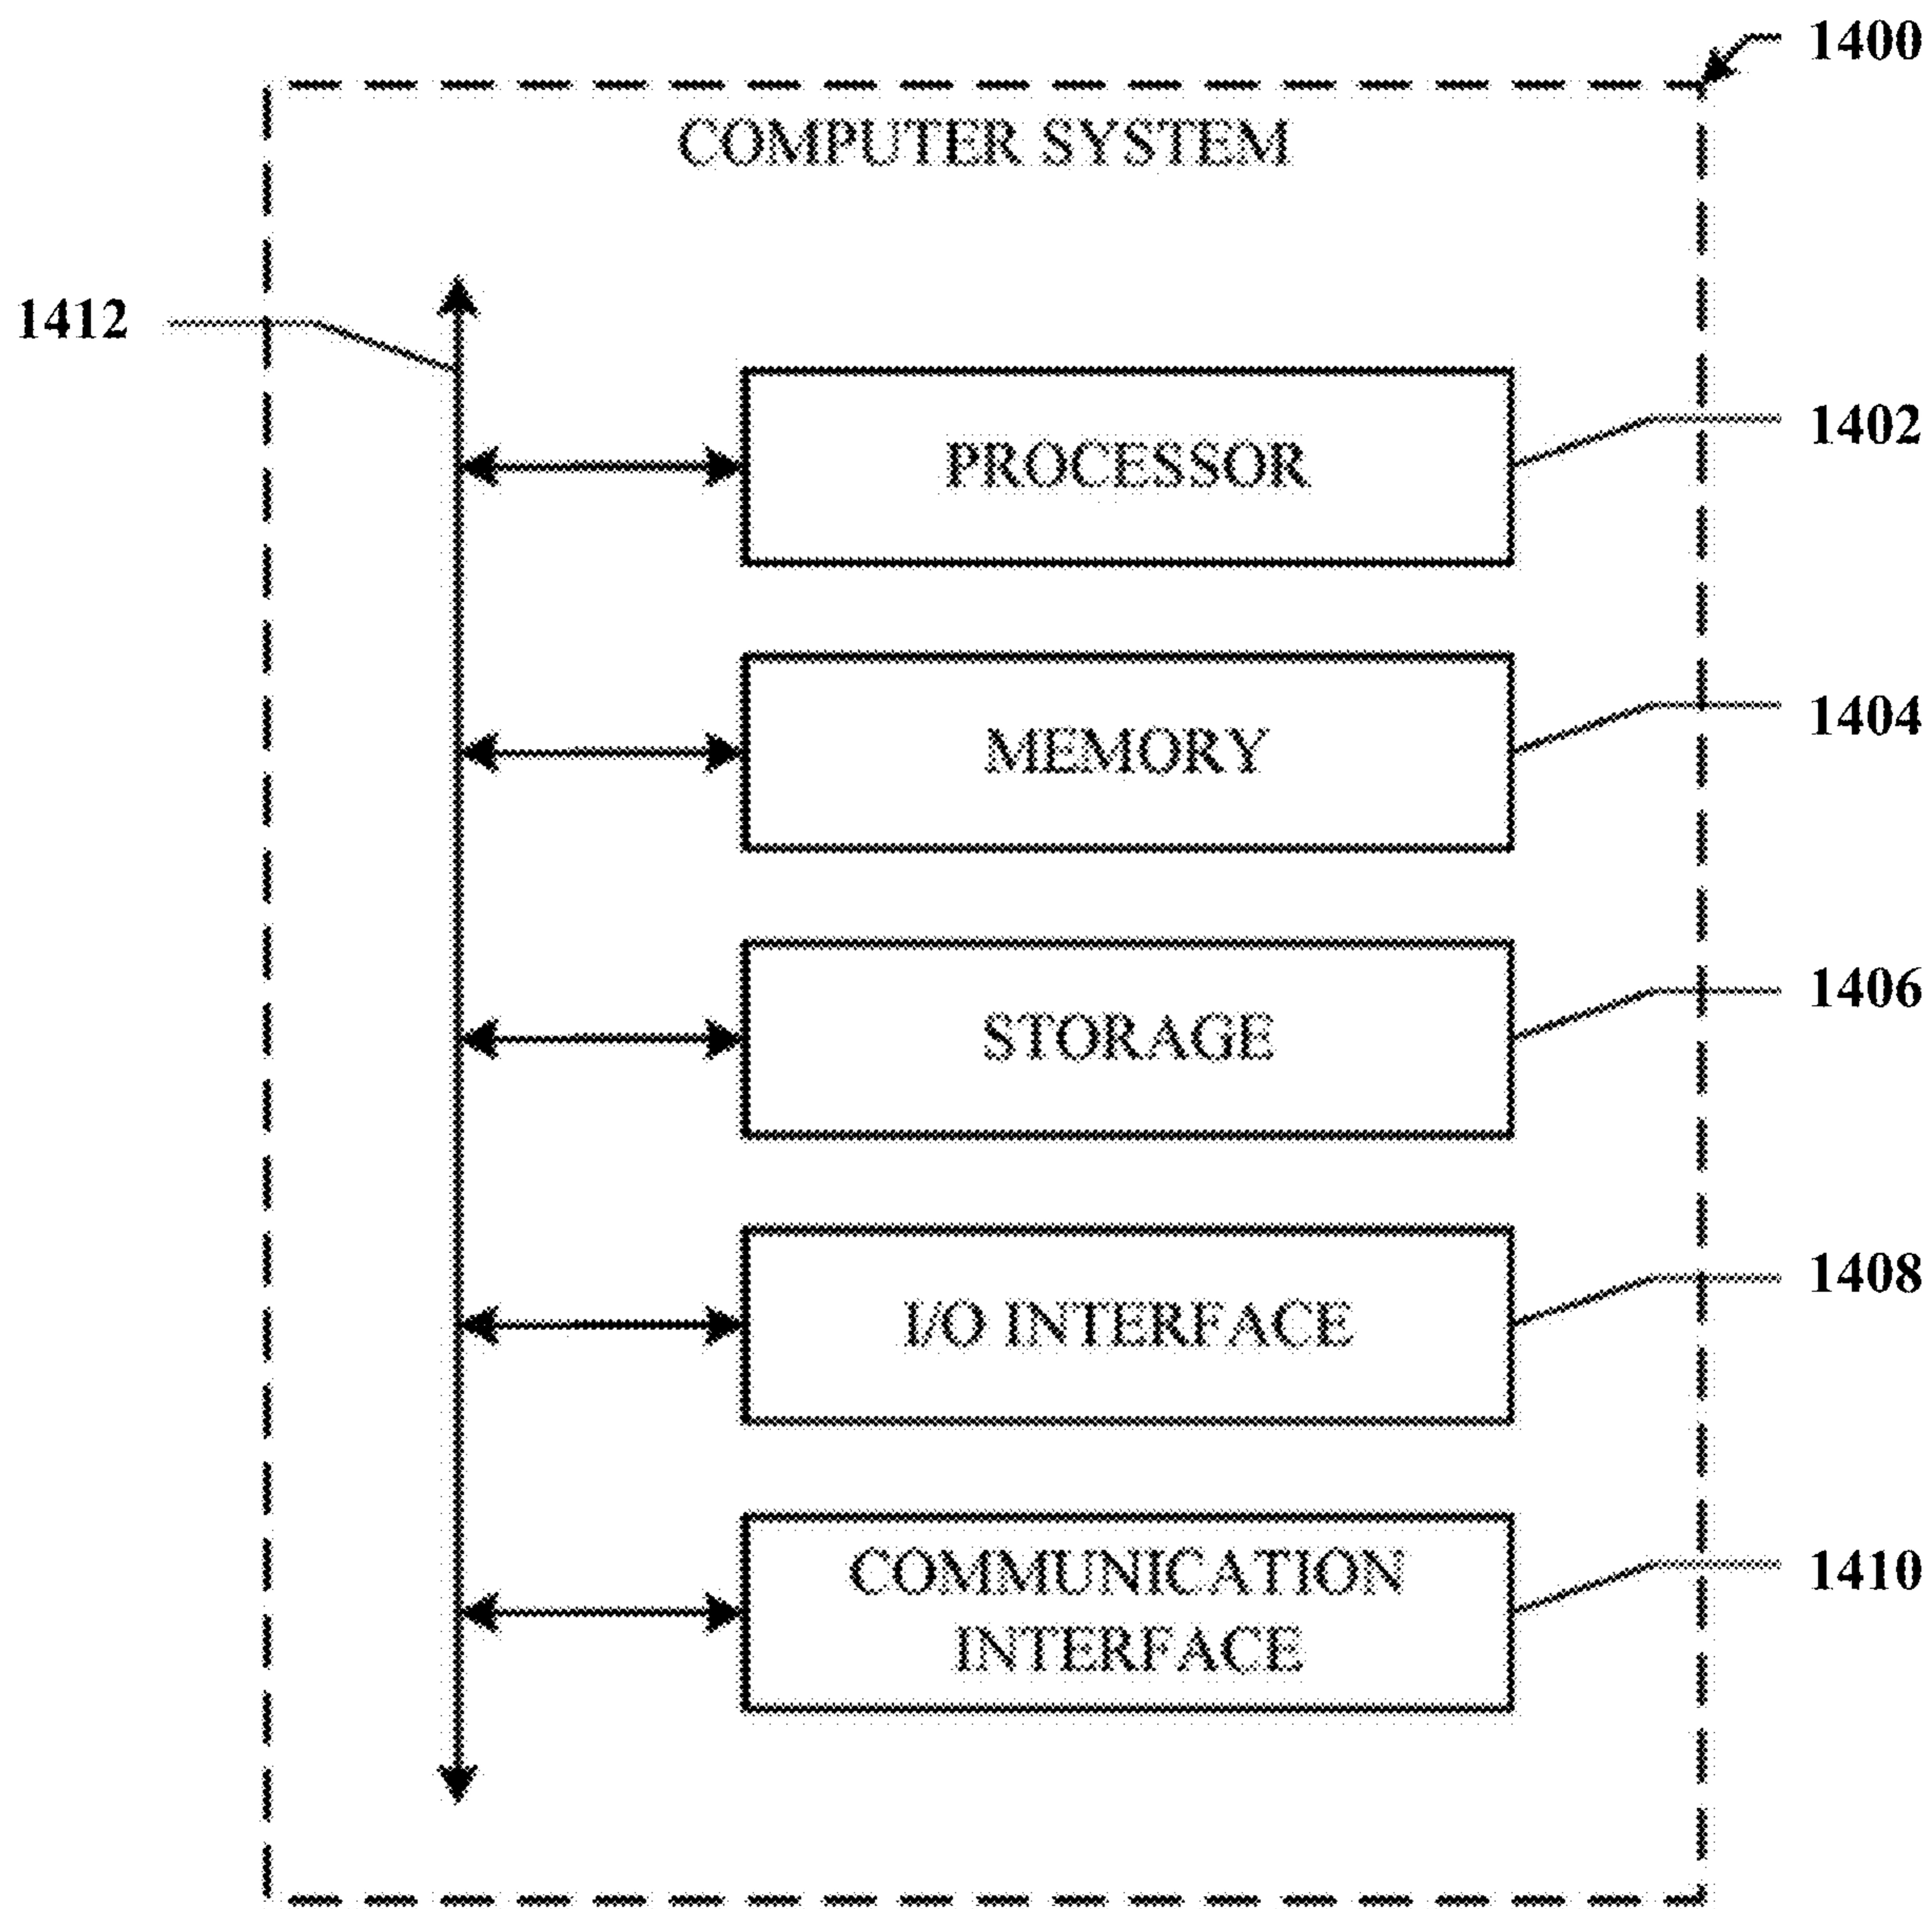 1400
COMPUTER SYSTEM
1412
PROCESSOR
1402
MEMORY
1404
STORAGE
1406
I/O INTERFACE
1408
COMMUNICATION
INTERFACE
1410